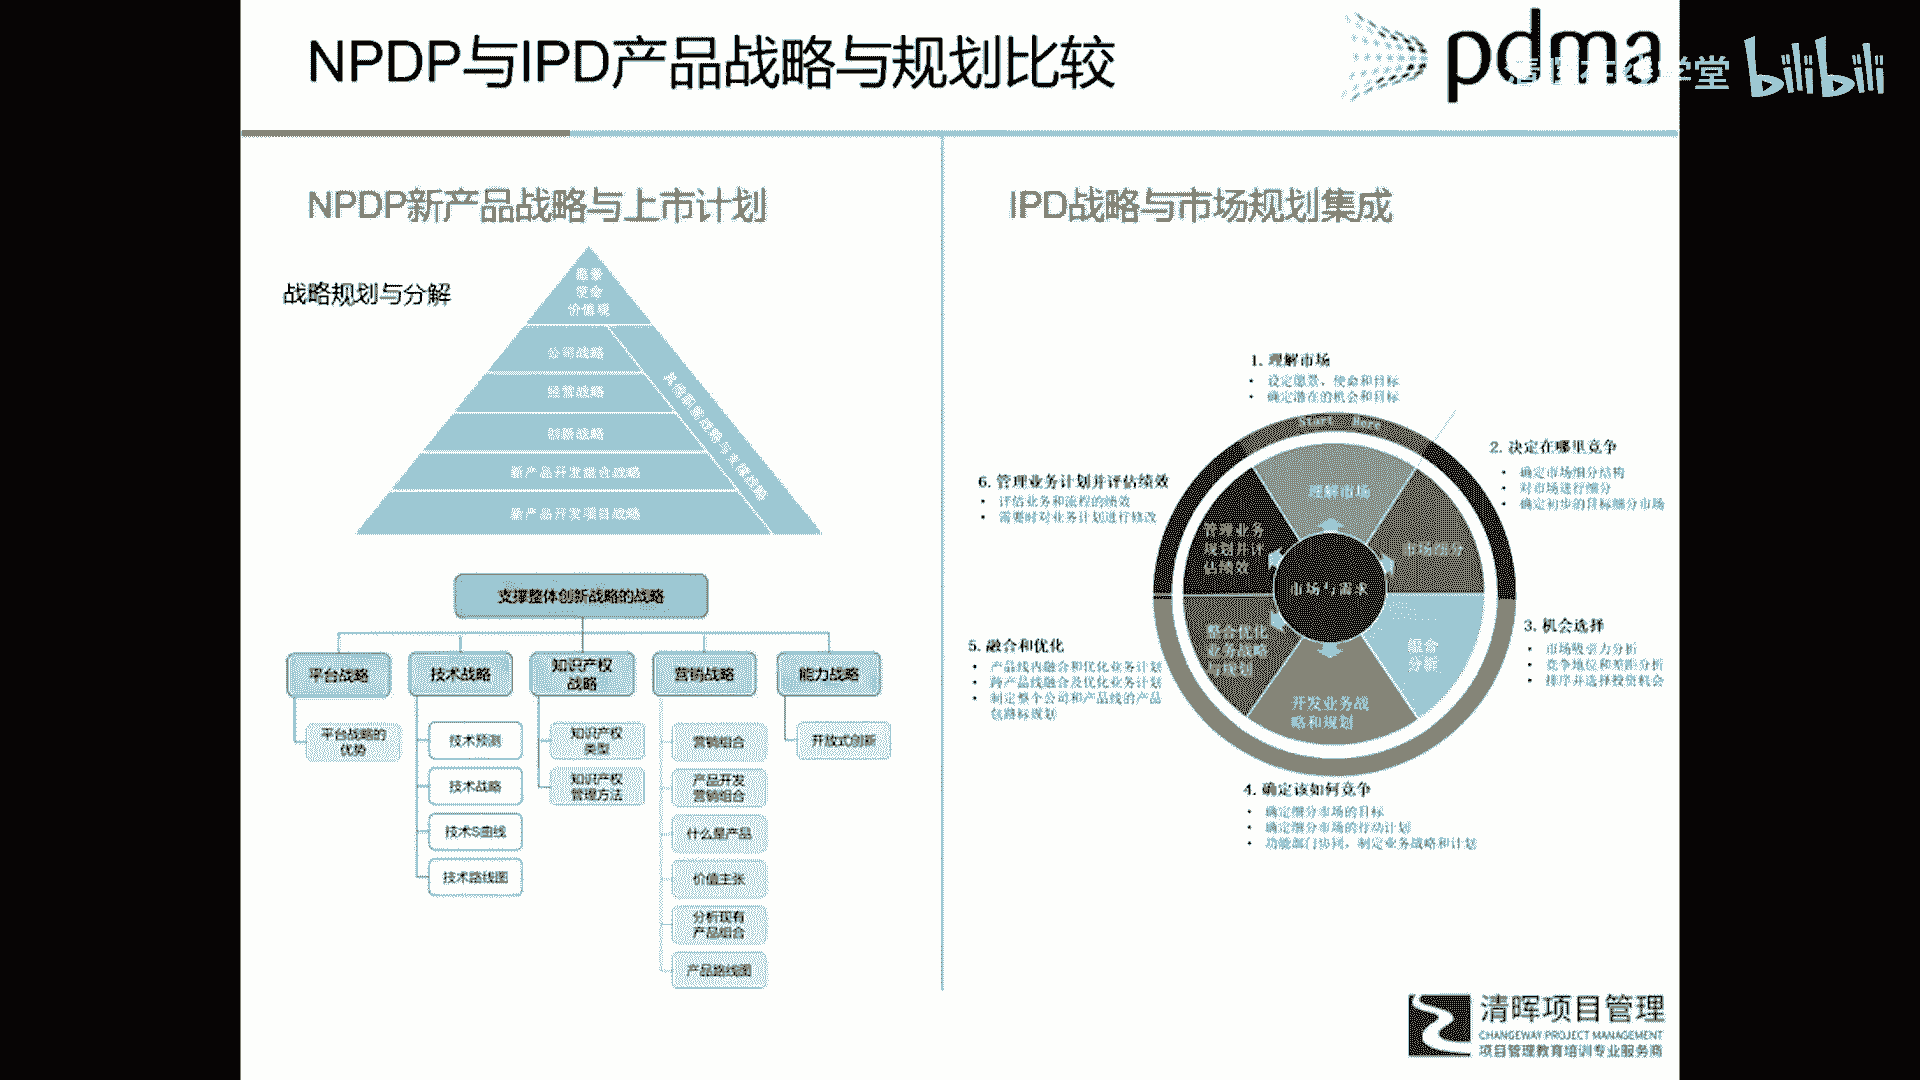 NPDP与IPD产品战略与规划比较
pdma
学堂
bilibili
NPDP新产品战略与上市计划
战略规划与分解
愿景
使命
价值观
公司战略
经营战略
创新战略
新产品开发组合战略
新产品开发项目战略
支撑整体创新战略的战略
平台战略
技术战略
知识产权
战略
营销战略
能力战略
平台战略的
优势
技术预测
技术战略
技术S曲线
技术路线图
知识产权
类型
知识产权
管理方法
营销组合
产品开发
营销组合
什么是产品
价值主张
分析现有
产品组合
产品路线图
开放式创新
IPD战略与市场规划集成
1. 理解市场
• 设定愿景、使命和目标
• 确定潜在的机会和目标
Start Here
2. 决定在哪里竞争
• 确定市场细分结构
• 对市场进行细分
• 确定初步的目标细分市场
3. 机会选择
• 市场吸引力分析
• 竞争地位和差距分析
• 排序并选择投资机会
4. 确定该如何竞争
• 确定细分市场的目标
• 确定细分市场的行动计划
• 功能部门协同，制定业务战略和计划
5. 融合和优化
• 产品线内融合和优化业务计划
• 跨产品线融合及优化业务计划
• 制定整个公司和产品线的产品
包路标规划
6. 管理业务计划并评估绩效
• 评估业务和流程的绩效
• 需要时对业务计划进行修改
理解市场
市场细分
组合
分析
开发业务战
略和规划
整合优化
业务战略
与规划
管理业务
规划并评
估绩效
市场与需求
清晖项目管理
CHANGEWAY PROJECT MANAGEMENT
项目管理教育培训专业服务商